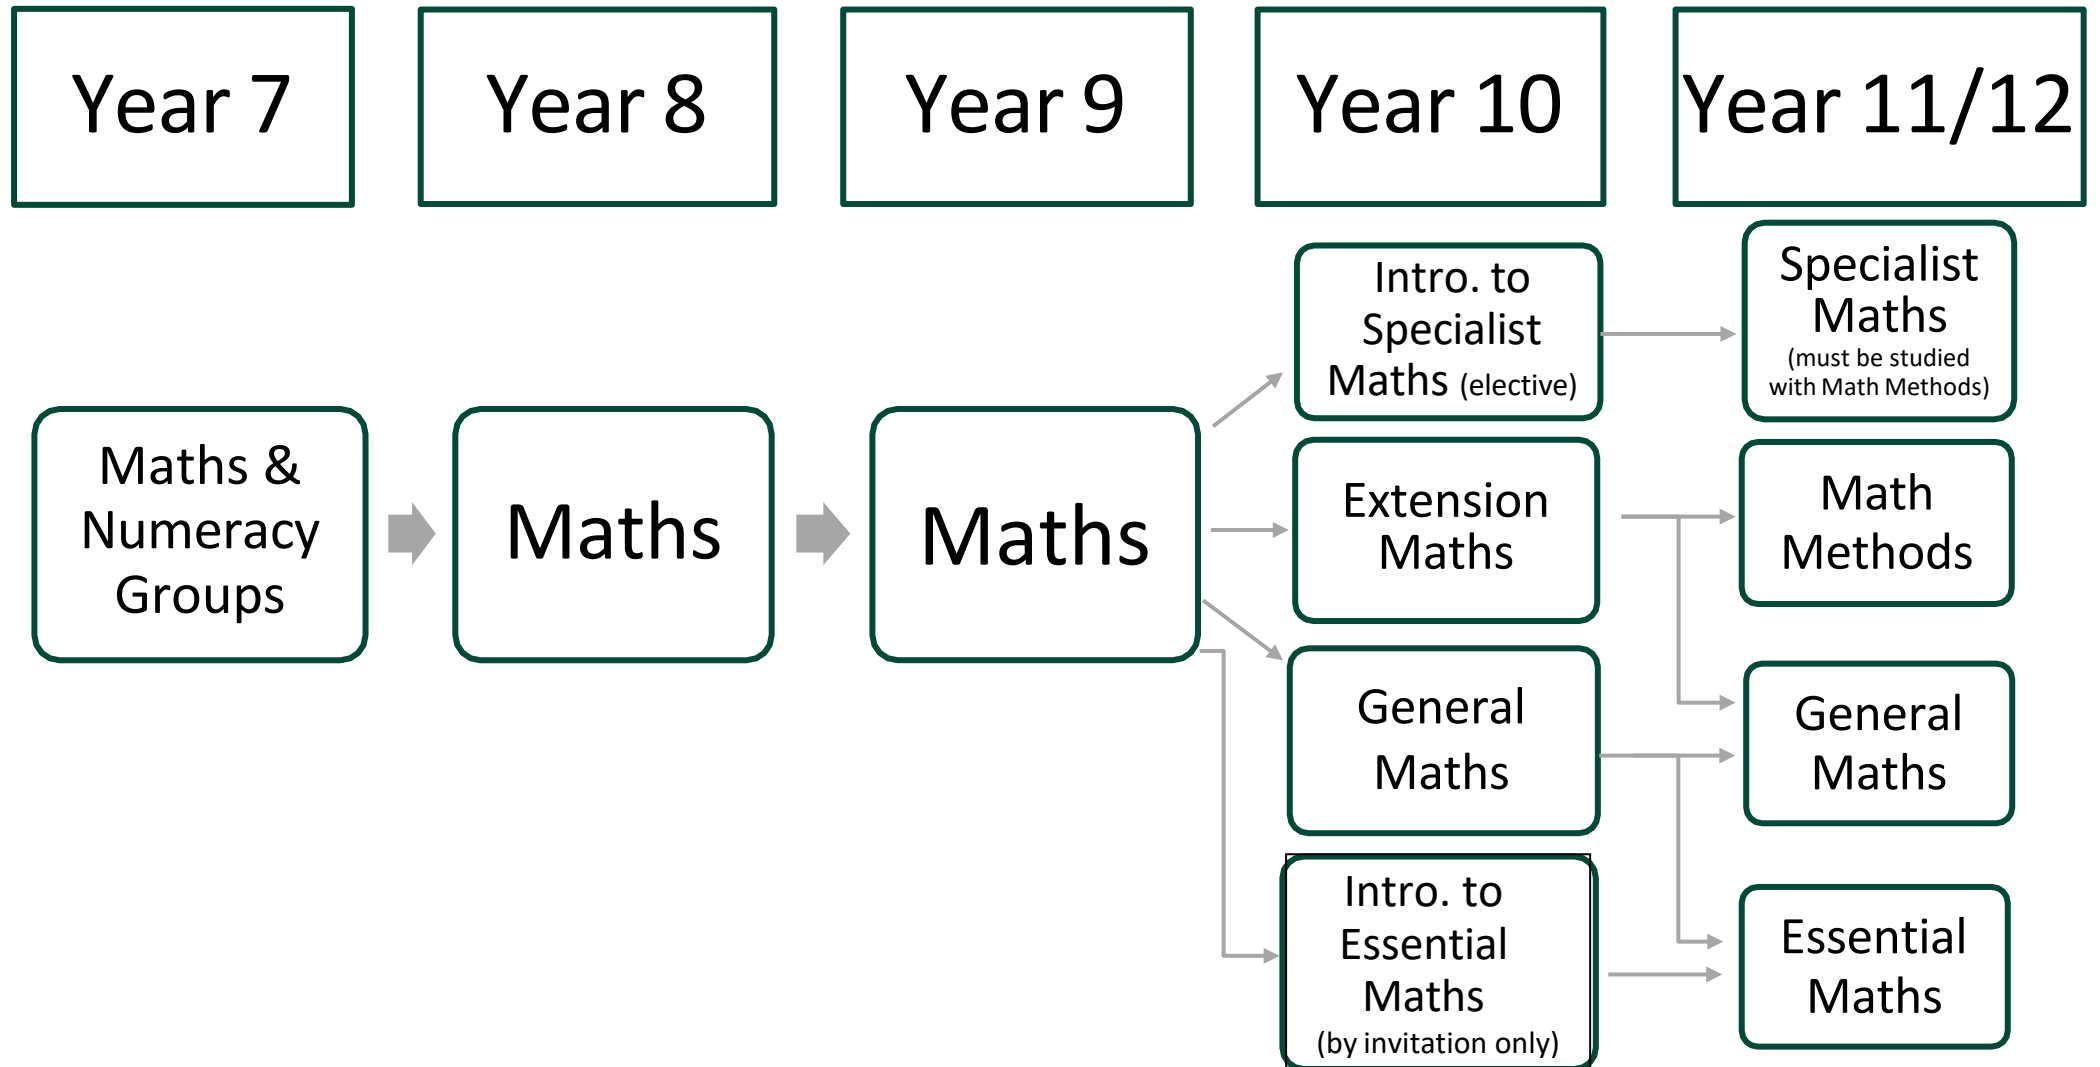 Year 7
Year 8
Year 9
Year 10
Year 11/12
Maths &
Numeracy
Groups
Maths
Maths
Intro. to
Specialist
Maths (elective)
Extension
Maths
General
Maths
Intro. to
Essential
Maths
(by invitation only)
Specialist
Maths
(must be studied
with Math Methods)
Math
Methods
General
Maths
Essential
Maths